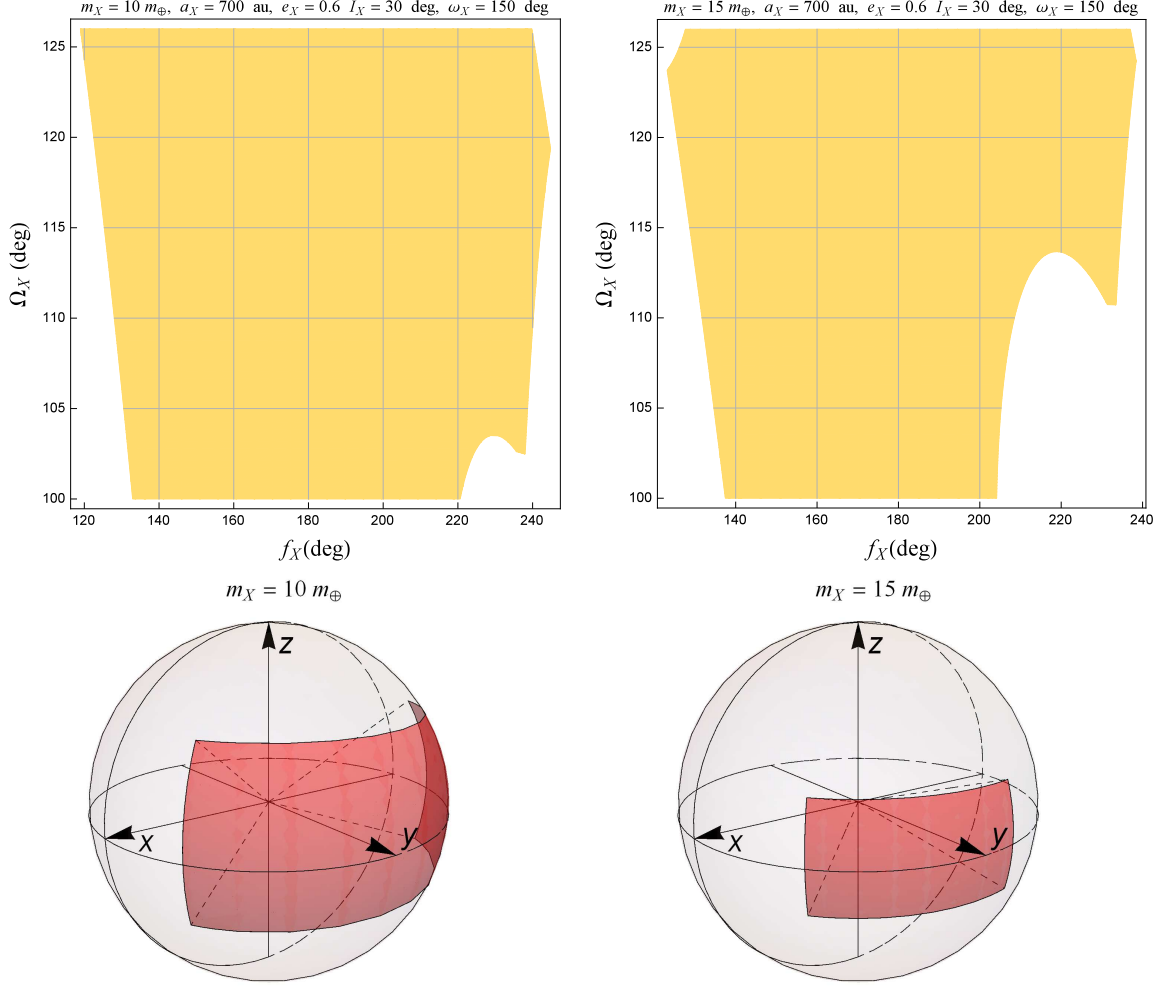 m_X = 10 m_⊕, a_X = 700 au, e_X = 0.6 I_X = 30 deg, ω_X = 150 deg
125
120
115
110
105
100
Ω_X (deg)
120 140 160 180 200 220 240
f_X(deg)
m_X = 15 m_⊕, a_X = 700 au, e_X = 0.6 I_X = 30 deg, ω_X = 150 deg
125
120
115
110
105
100
Ω_X (deg)
140 160 180 200 220 240
f_X(deg)
m_X = 10 m_⊕
z
x
y
m_X = 15 m_⊕
z
x
y